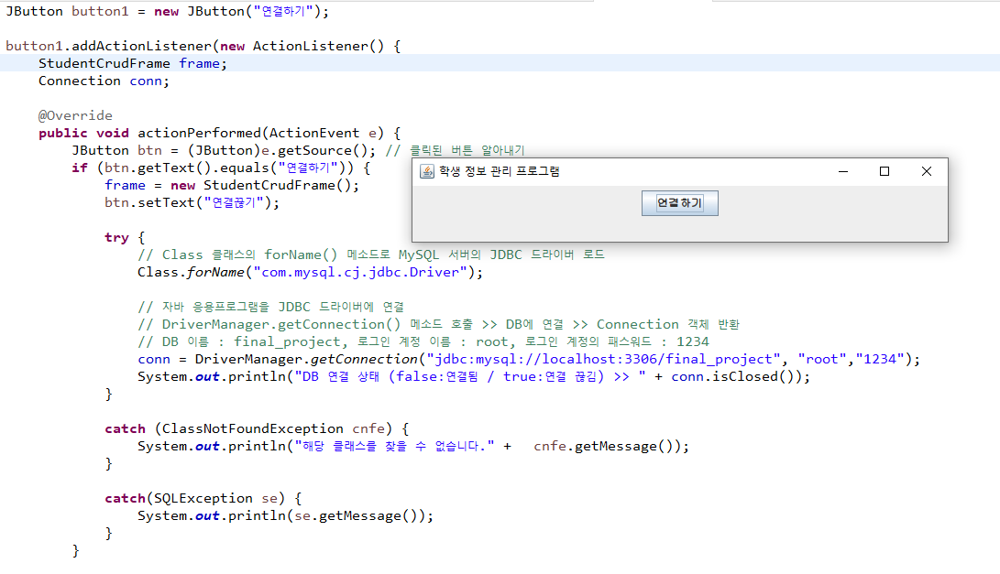 JButton button1 = new JButton("연결하기");
button1.addActionListener(new ActionListener() {
StudentCrudFrame frame;
Connection conn;
@Override
public void actionPerformed(ActionEvent e) {
JButton btn = (JButton)e.getSource(); // 클릭된 버튼 알아내기
if (btn.getText().equals("연결하기")) {
frame = new StudentCrudFrame();
btn.setText("연결끊기");
학생 정보 관리 프로그램
연결하기
try {
// Class 클래스의 forName() 메소드로 MySQL 서버의 JDBC 드라이버 로드
Class.forName("com.mysql.cj.jdbc.Driver");
// 자바 응용프로그램을 JDBC 드라이버에 연결
// DriverManager.getConnection() 메소드 호출 >> DB에 연결 >> Connection 객체 반환
// DB 이름 : final_project, 로그인 계정 이름 : root, 로그인 계정의 패스워드 : 1234
conn = DriverManager.getConnection("jdbc:mysql://localhost:3306/final_project", "root","1234");
System.out.println("DB 연결 상태 (false:연결됨 / true:연결 끊김) >> " + conn.isClosed());
}
catch (ClassNotFoundException cnfe) {
System.out.println("해당 클래스를 찾을 수 없습니다." +   cnfe.getMessage());
}
catch(SQLException se) {
System.out.println(se.getMessage());
}
}